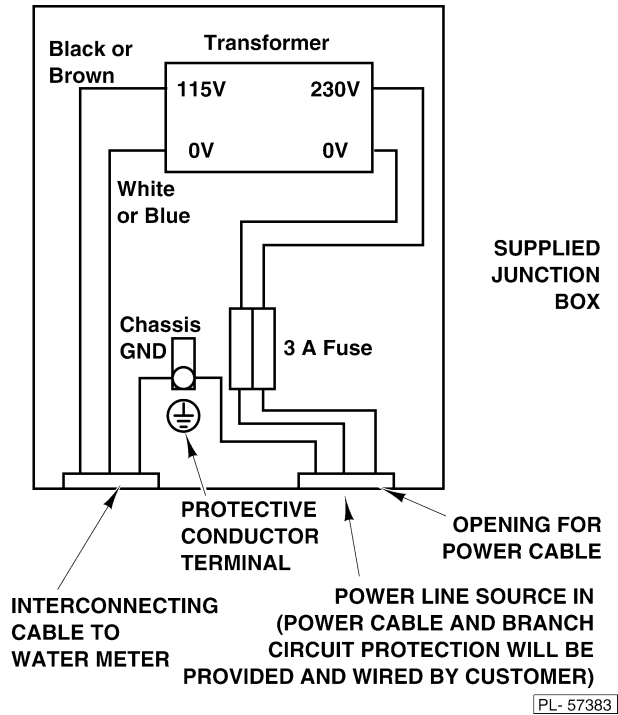 Black or
Brown
Transformer
115V
230V
0V
0V
White
or Blue
SUPPLIED
JUNCTION
BOX
Chassis
GND
3 A Fuse
PROTECTIVE
CONDUCTOR
TERMINAL
OPENING FOR
POWER CABLE
INTERCONNECTING
CABLE TO
WATER METER
POWER LINE SOURCE IN
(POWER CABLE AND BRANCH
CIRCUIT PROTECTION WILL BE
PROVIDED AND WIRED BY CUSTOMER)
PL- 57383